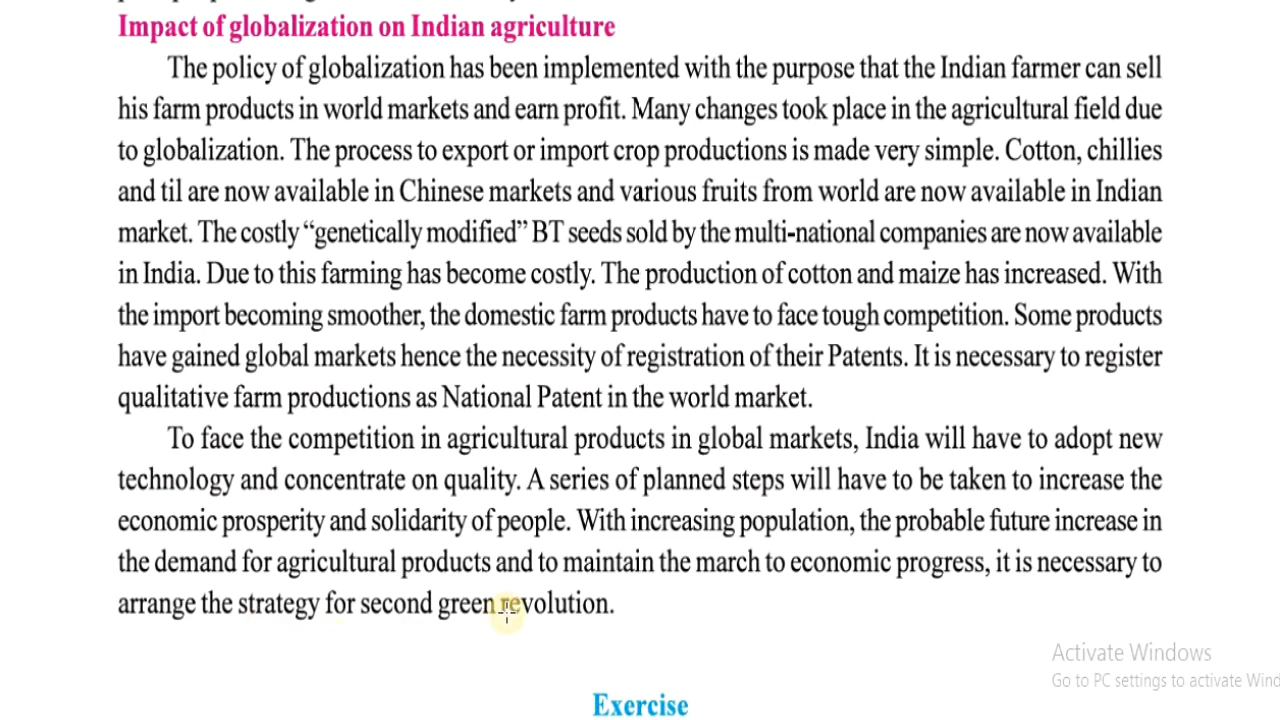 Impact of globalization on Indian agriculture
The policy of globalization has been implemented with the purpose that the Indian farmer can sell
his farm products in world markets and earn profit. Many changes took place in the agricultural field due
to globalization. The process to export or import crop productions is made very simple. Cotton, chillies
and til are now available in Chinese markets and various fruits from world are now available in Indian
market. The costly “genetically modified” BT seeds sold by the multi-national companies are now available
in India. Due to this farming has become costly. The production of cotton and maize has increased. With
the import becoming smoother, the domestic farm products have to face tough competition. Some products
have gained global markets hence the necessity of registration of their Patents. It is necessary to register
qualitative farm productions as National Patent in the world market.
To face the competition in agricultural products in global markets, India will have to adopt new
technology and concentrate on quality. A series of planned steps will have to be taken to increase the
economic prosperity and solidarity of people. With increasing population, the probable future increase in
the demand for agricultural products and to maintain the march to economic progress, it is necessary to
arrange the strategy for second green revolution.
Activate Windows
Go to PC settings to activate Wind
Exercise